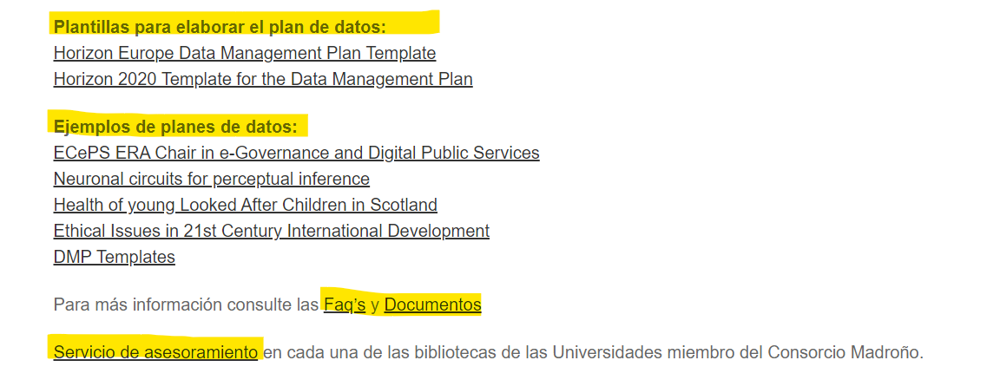 Plantillas para elaborar el plan de datos:
Horizon Europe Data Management Plan Template
Horizon 2020 Template for the Data Management Plan
Ejemplos de planes de datos:
ECePS ERA Chair in e-Governance and Digital Public Services
Neuronal circuits for perceptual inference
Health of young Looked After Children in Scotland
Ethical Issues in 21st Century International Development
DMP Templates
Para más información consulte las Faq's y Documentos
Servicio de asesoramiento en cada una de las bibliotecas de las Universidades miembro del Consorcio Madroño.